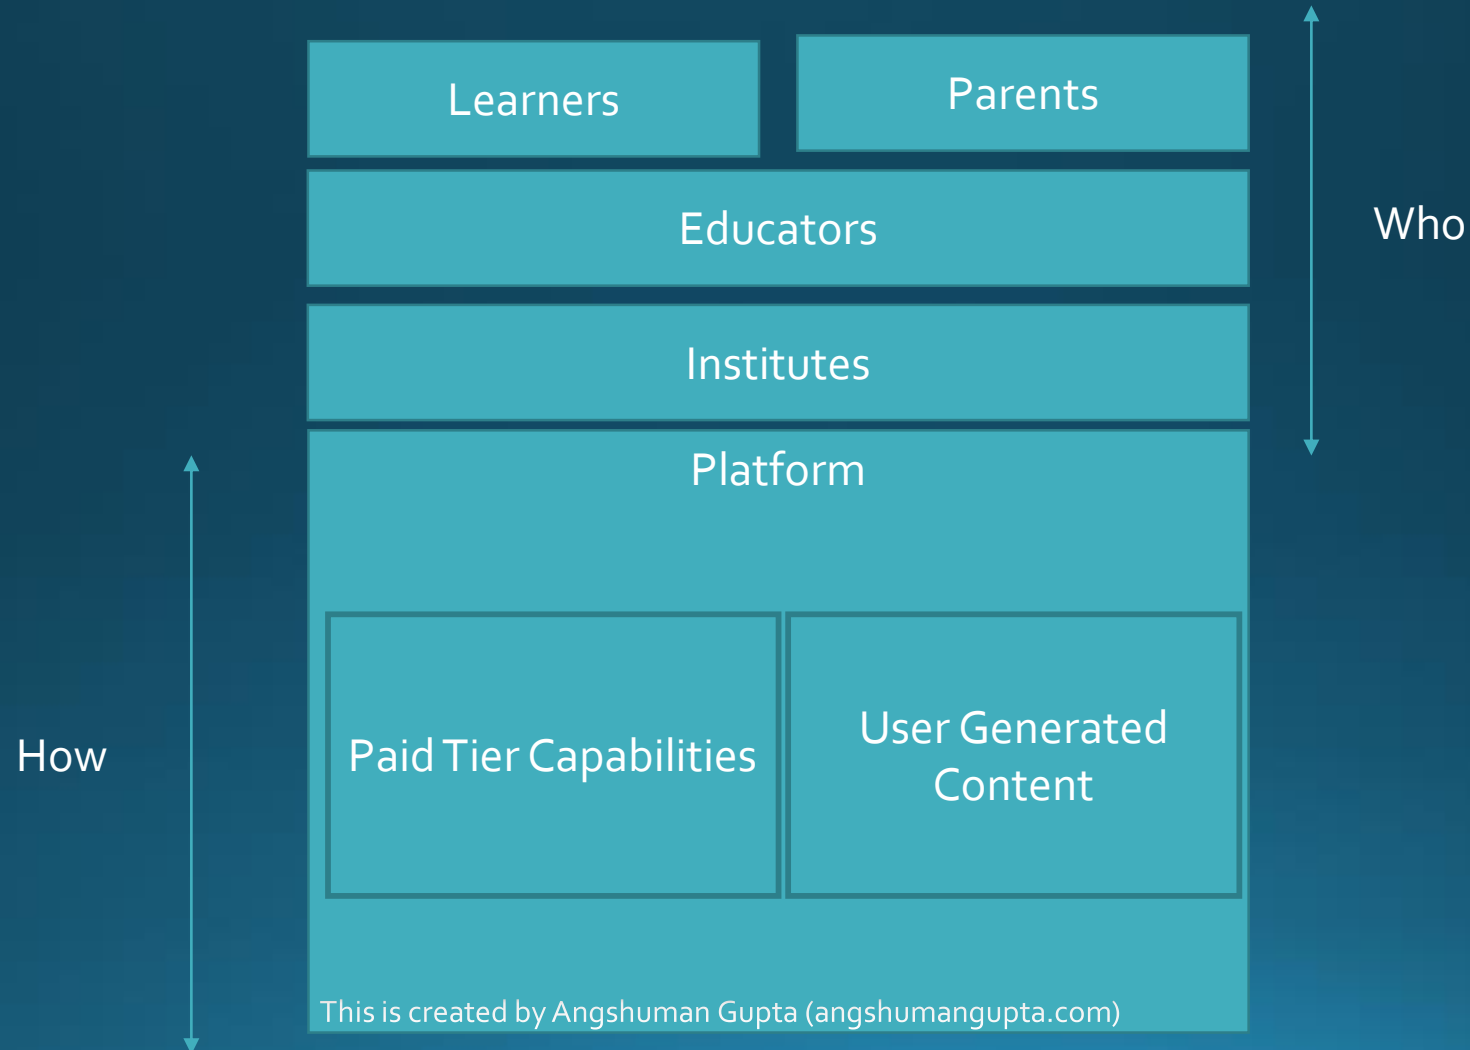 Learners
Parents
Educators
Who
Institutes
Platform
How
Paid Tier Capabilities
User Generated
Content
This is created by Angshuman Gupta (angshumangupta.com)